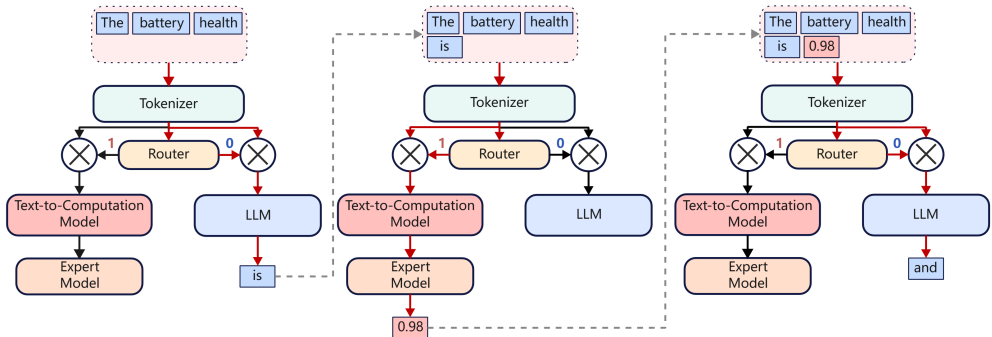 The battery health
Tokenizer
1 Router 0
Text-to-Computation
Model
LLM
Expert
Model
is
The battery health
is
Tokenizer
1 Router 0
Text-to-Computation
Model
LLM
Expert
Model
0.98
The battery health
is 0.98
Tokenizer
1 Router 0
Text-to-Computation
Model
LLM
Expert
Model
and